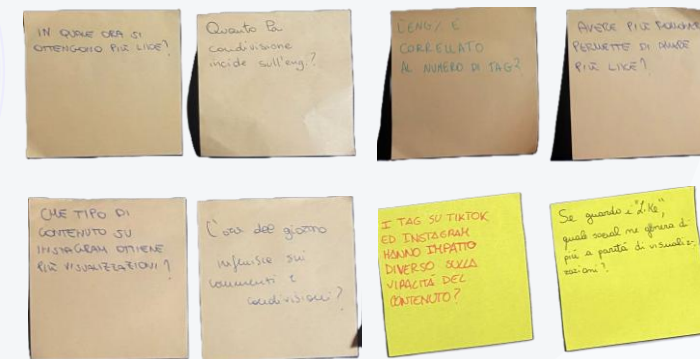 IN QUALE ORA SI
OTTENGONO PIÙ LIKE?
Quanto la
condivisione
incide sull'eng.?
L'ENG% È
CORRELATO
AL NUMERO DI TAG?
AVERE PIÙ
PERMETTE DI AVERE
PIÙ LIKE?
CHE TIPO DI
CONTENUTO SU
INSTAGRAM OTTIENE
PIÙ VISUALIZZAZIONI?
L'ora del giorno
influisce sui
commenti e
condivisioni?
I TAG SU TIKTOK
ED INSTAGRAM
HANNO IMPATTO
DIVERSO SULLA
VIRALITÀ DEL
CONTENUTO?
Se guardo i "Like",
quale social me genera di
più a parità di visualiz-
zazioni?